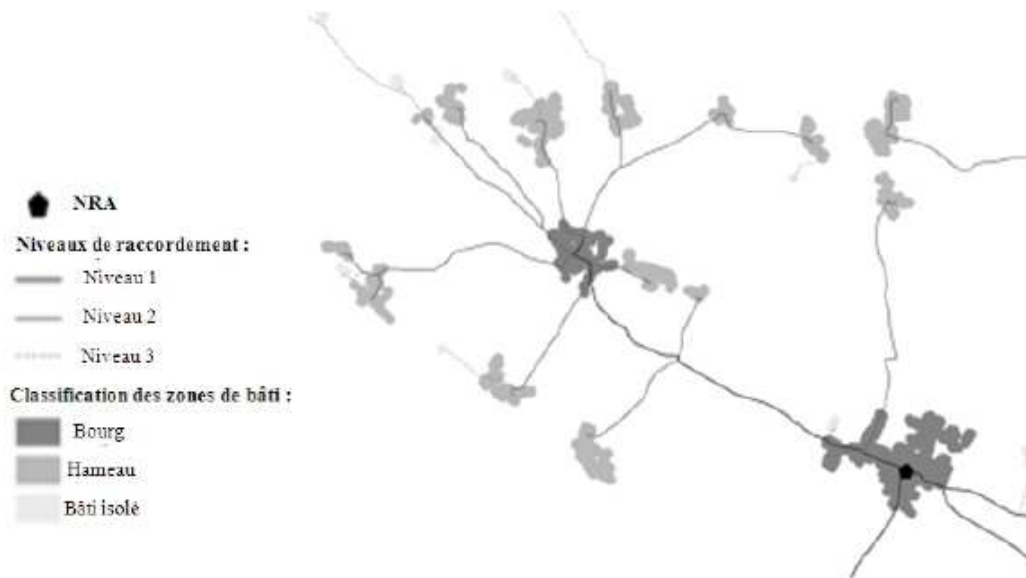 NRA
Niveaux de raccordement :
Niveau 1
Niveau 2
Niveau 3
Classification des zones de bâti :
Bourg
Hameau
Bâti isolé